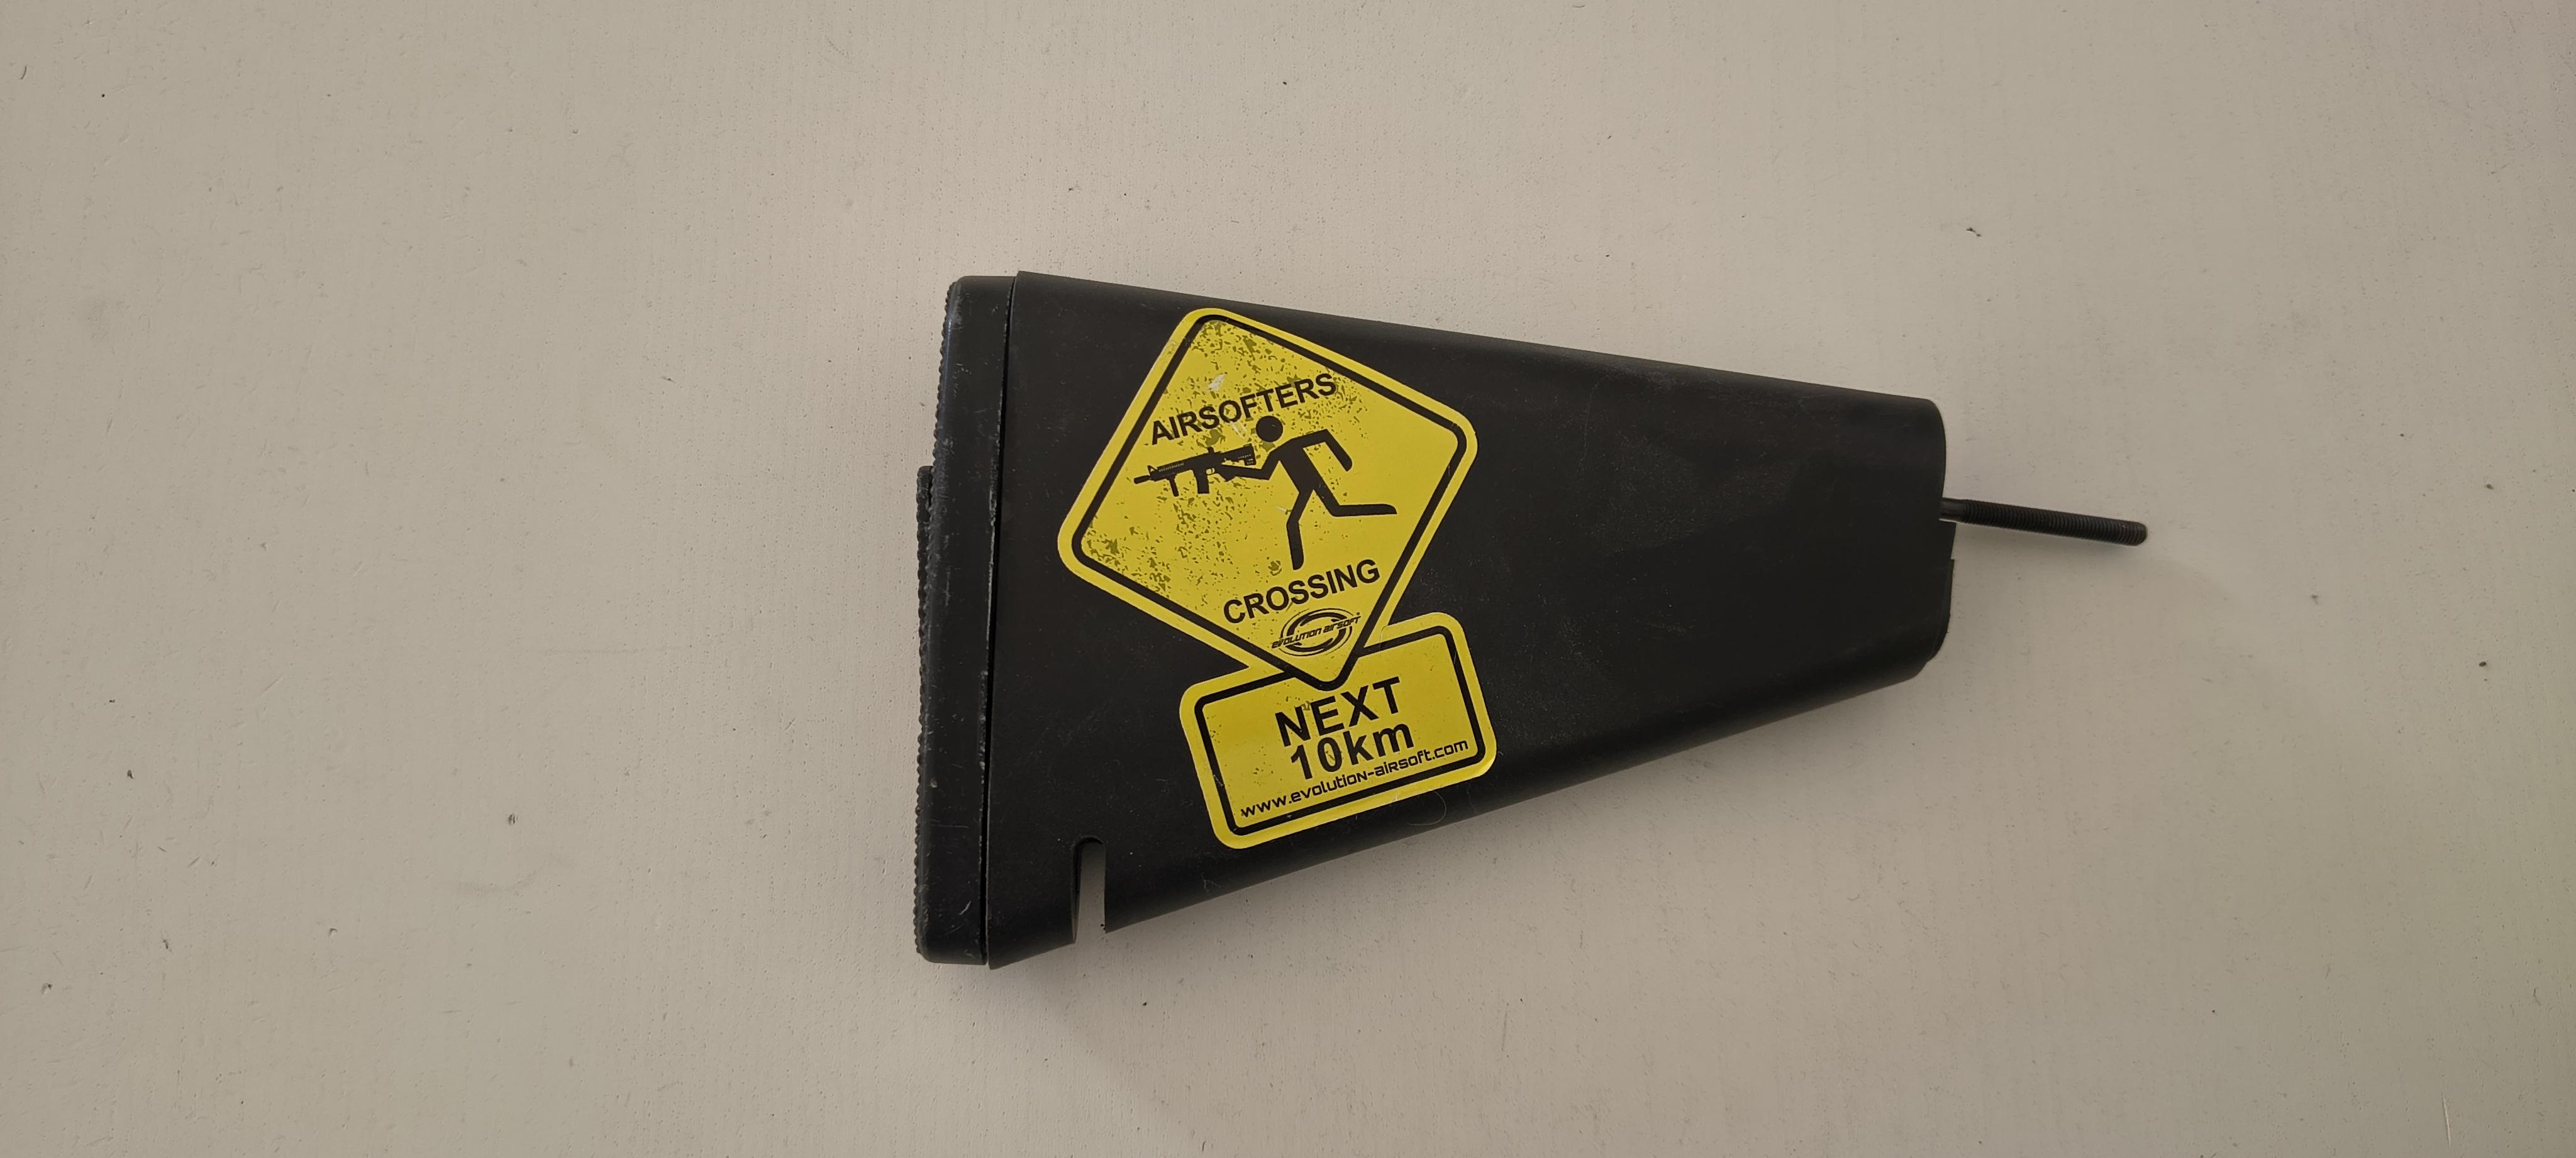 AIRSOFTERS
CROSSING
EVOLUTION AIRSOFT
NEXT
10km
www.evolution-airsoft.com